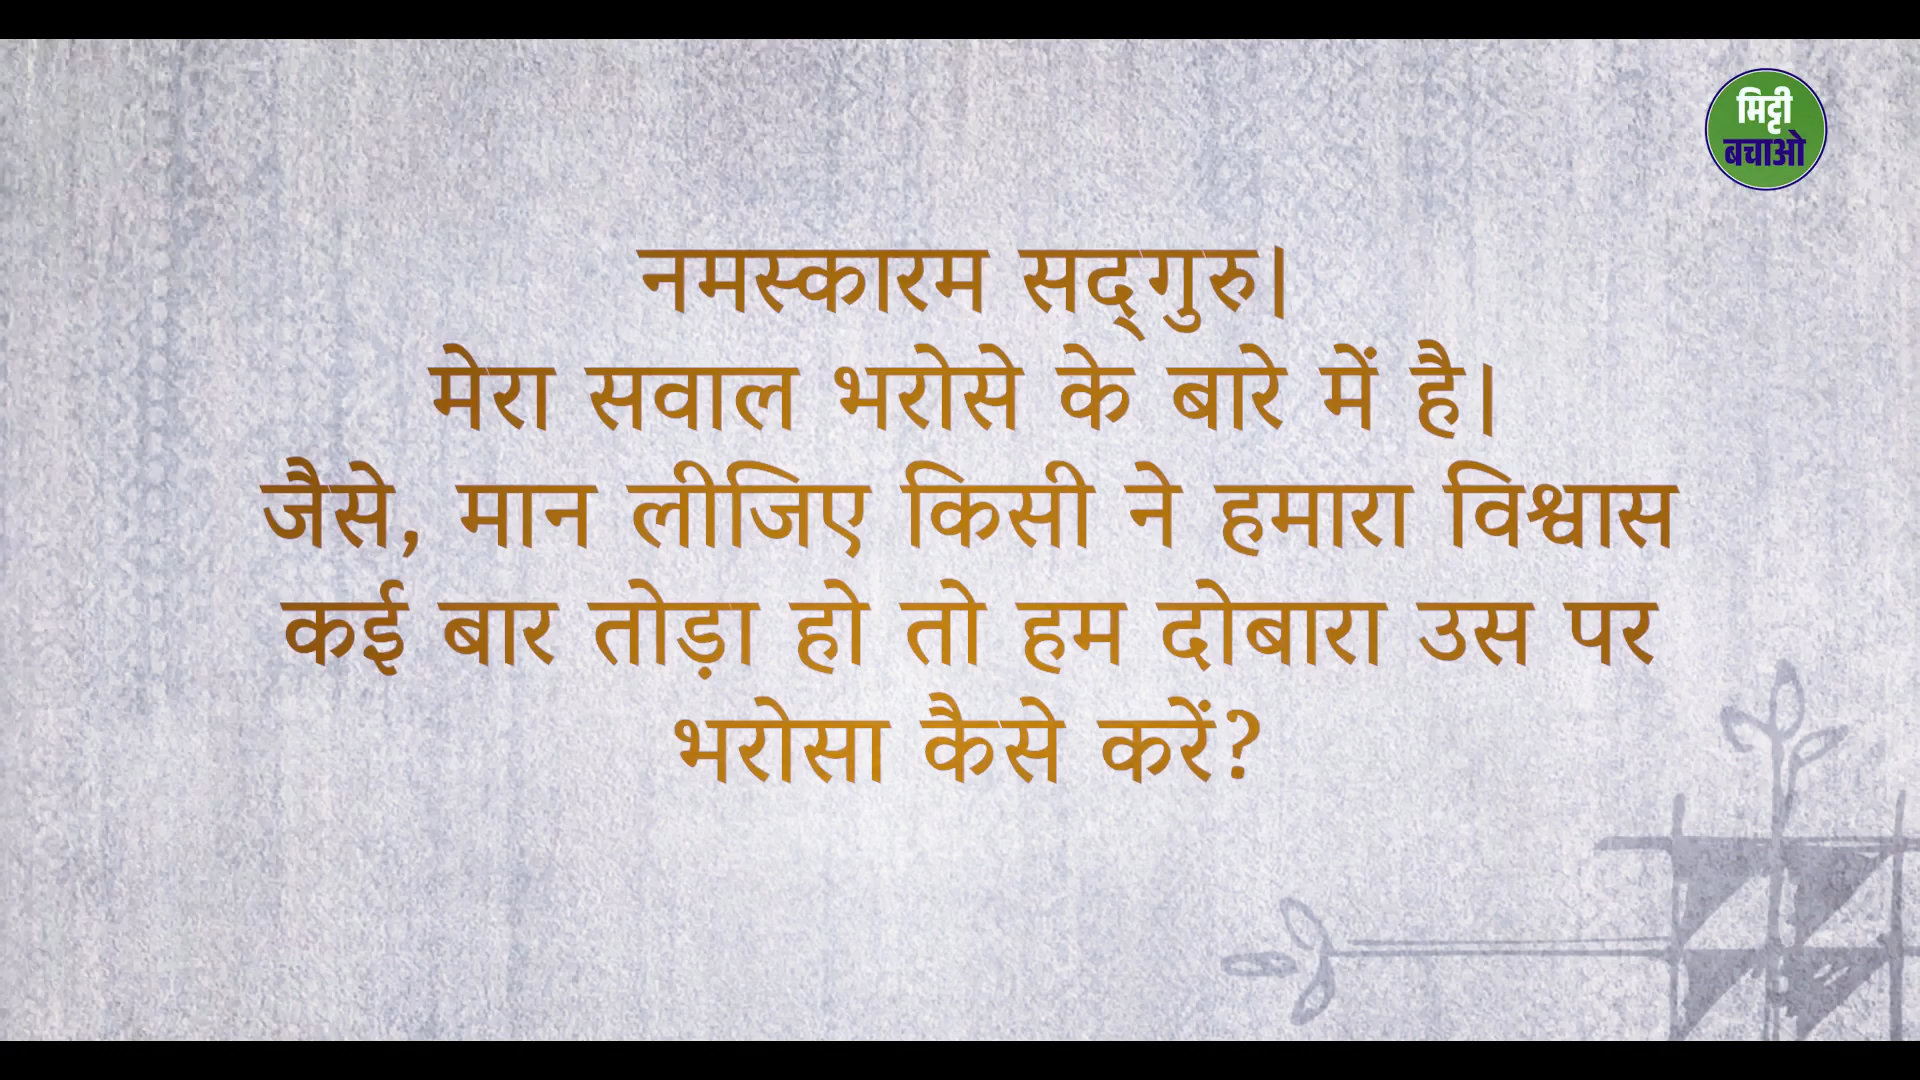 मिट्टी
बचाओ
नमस्कारम सद्‌गुरु।
मेरा सवाल भरोसे के बारे में है।
जैसे, मान लीजिए किसी ने हमारा विश्वास
कई बार तोड़ा हो तो हम दोबारा उस पर
भरोसा कैसे करें?